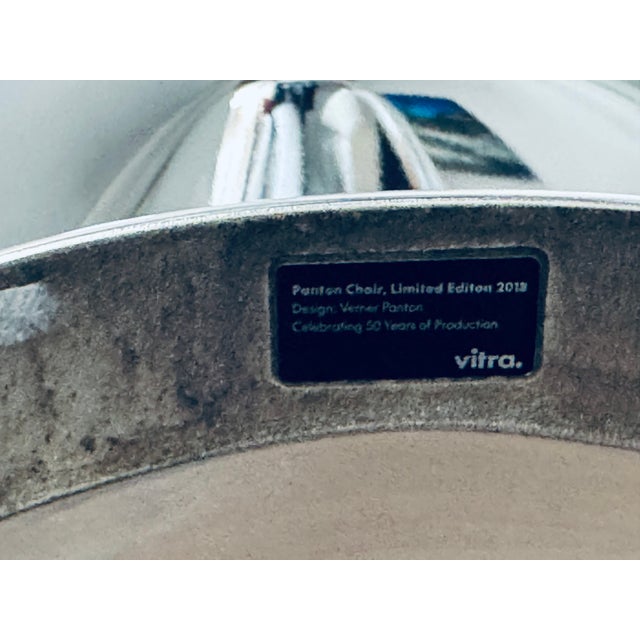 Panton Chair, Limited Editon 2018
Design: Verner Panton
Celebrating 50 Years of Production
vitra.